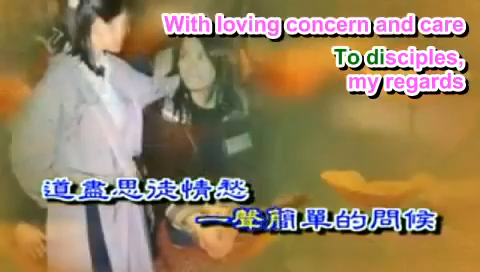 With loving concern and care
To disciples,
my regards
道盡思徒情愁
一聲簡單的問候